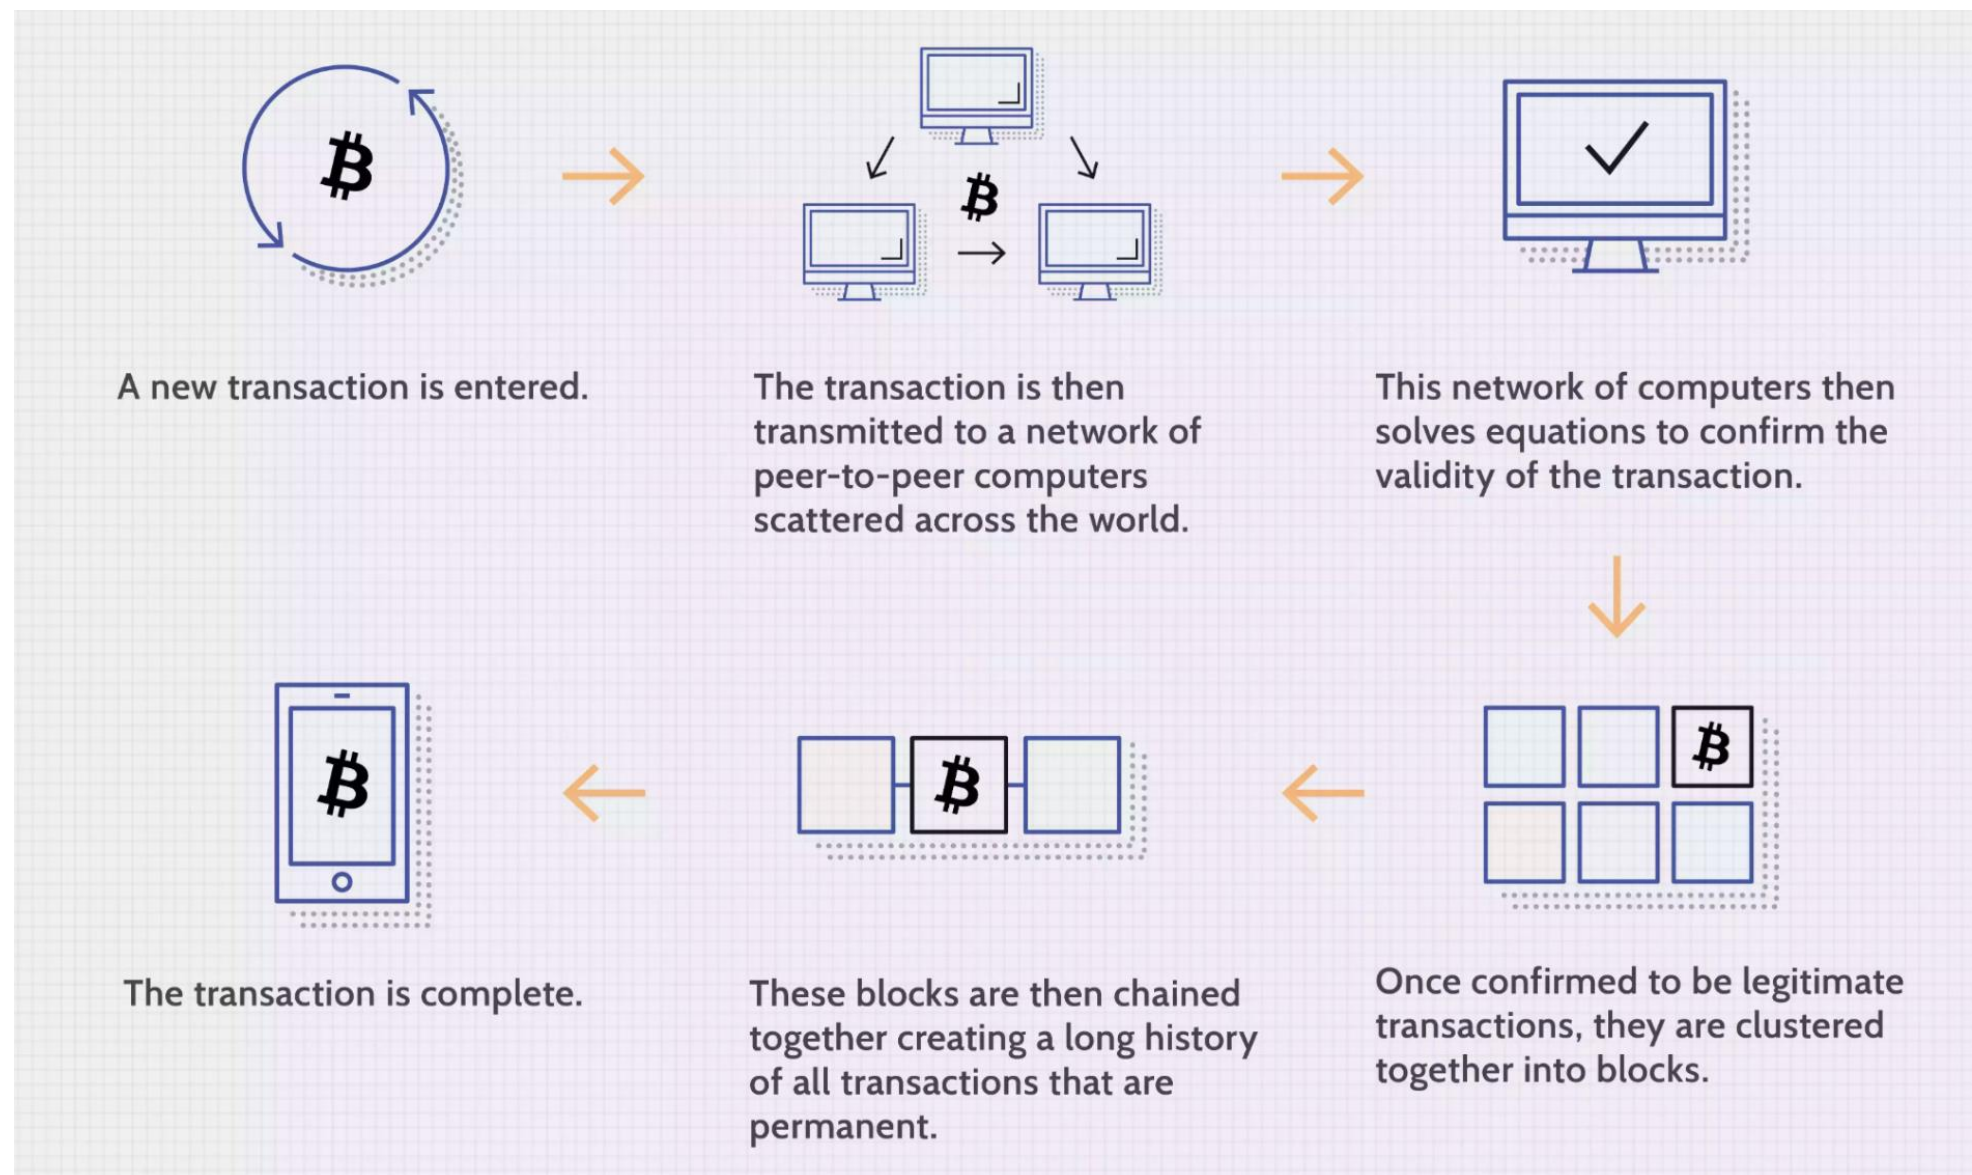 A new transaction is entered.
The transaction is then
transmitted to a network of
peer-to-peer computers
scattered across the world.
This network of computers then
solves equations to confirm the
validity of the transaction.
Once confirmed to be legitimate
transactions, they are clustered
together into blocks.
These blocks are then chained
together creating a long history
of all transactions that are
permanent.
The transaction is complete.